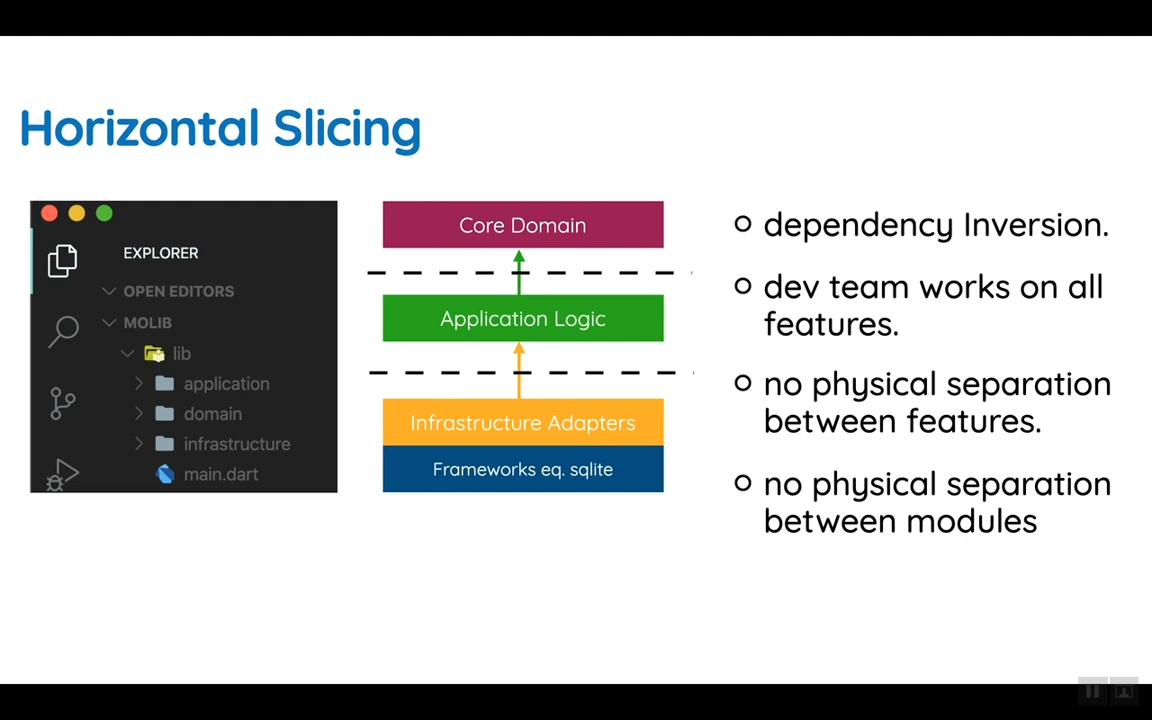 Horizontal Slicing
EXPLORER
OPEN EDITORS
MOLIB
lib
application
domain
infrastructure
main.dart
Core Domain
Application Logic
Infrastructure Adapters
Frameworks eq. sqlite
dependency Inversion.
dev team works on all
features.
no physical separation
between features.
no physical separation
between modules